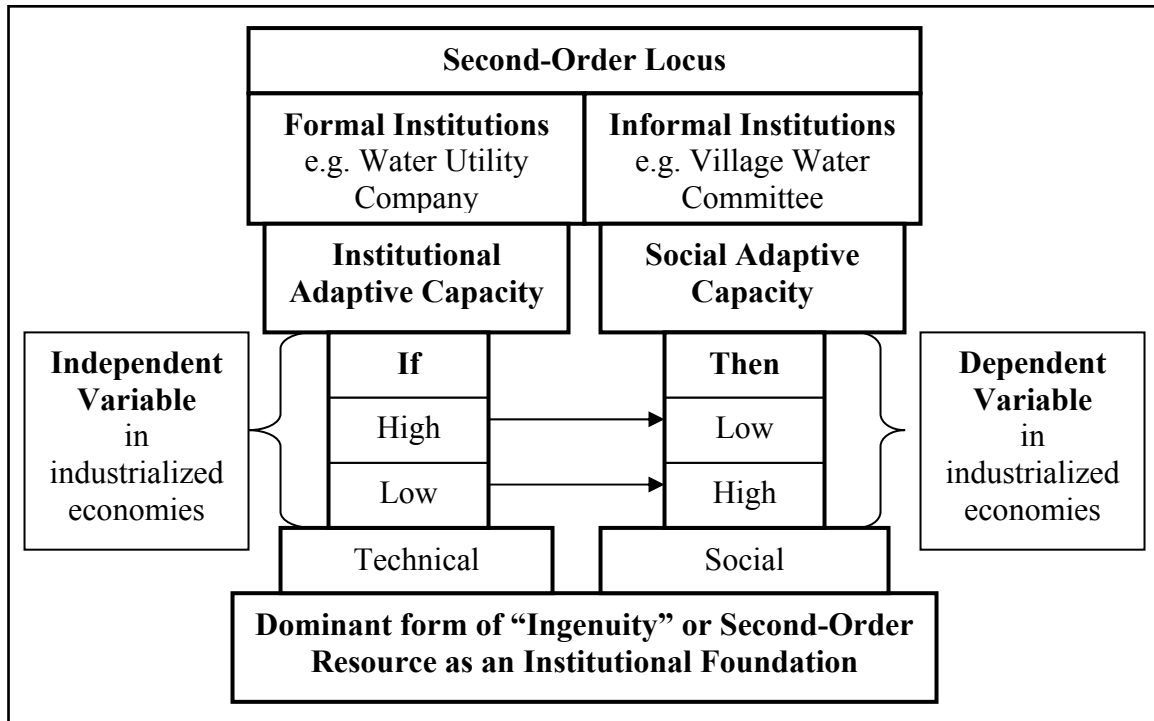 Second-Order Locus
Formal Institutions
e.g. Water Utility
Company
Informal Institutions
e.g. Village Water
Committee
Institutional
Adaptive Capacity
Social Adaptive
Capacity
Independent
Variable
in
industrialized
economies
If
High
Low
Then
Low
High
Dependent
Variable
in
industrialized
economies
Technical
Social
Dominant form of “Ingenuity” or Second-Order
Resource as an Institutional Foundation